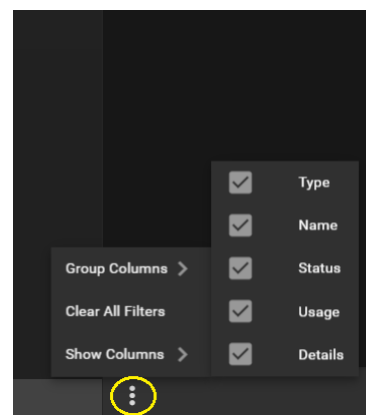 Type
Name
Group Columns
Status
Clear All Filters
Usage
Show Columns
Details